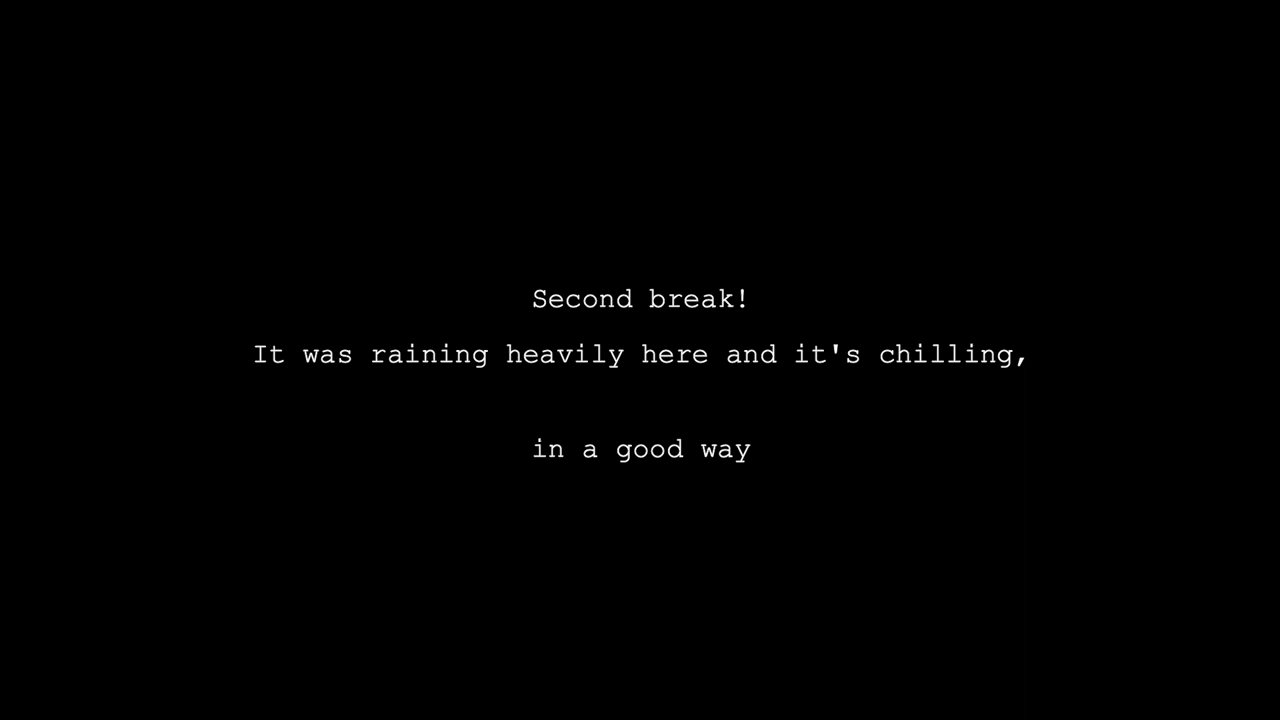 Second break!
It was raining heavily here and it's chilling,
in a good way